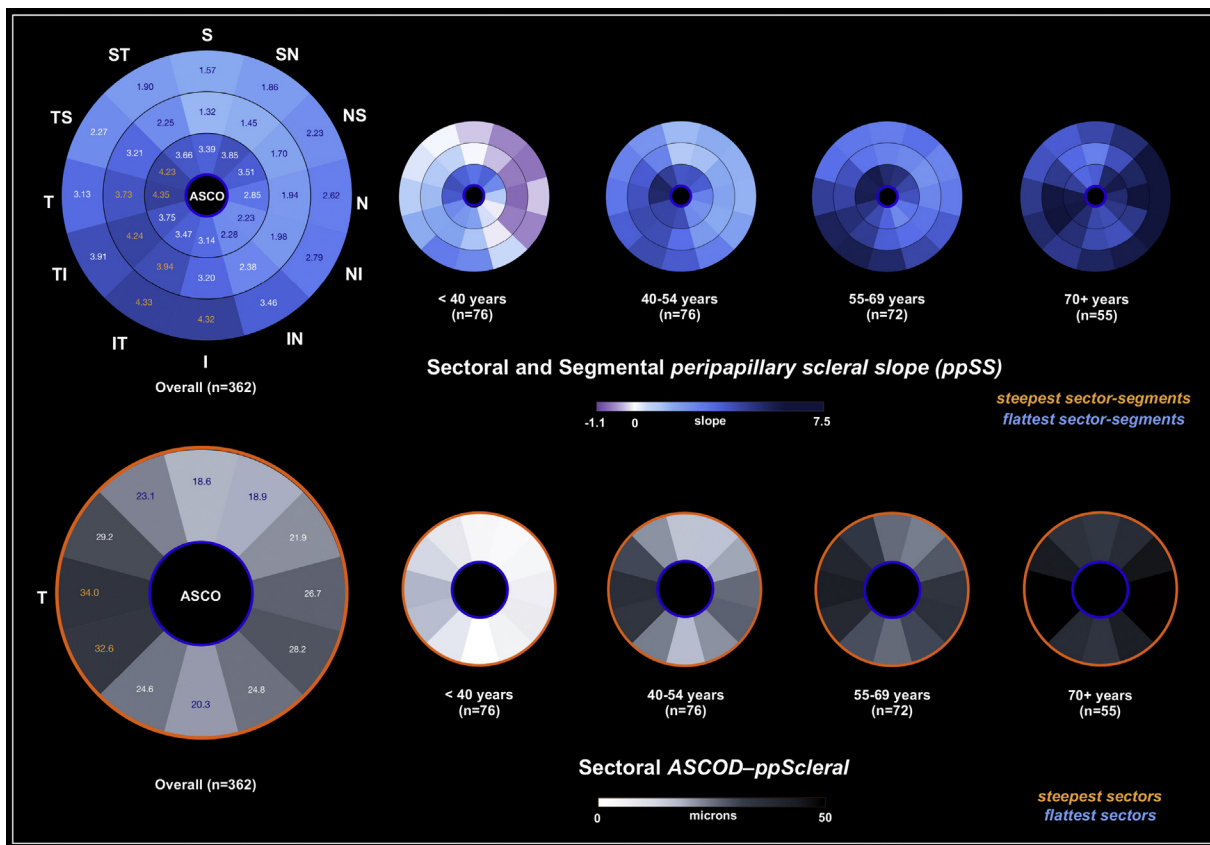 S
ST
SN
1.57
1.90
1.86
TS
NS
1.32
2.25
1.45
2.27
2.23
3.39
3.66
3.85
3.21
1.70
4.23
3.51
T
3.13
3.73
4.35
ASCO
2.85
1.94
2.62
N
3.75
2.23
3.47
3.14
2.28
4.24
1.98
3.91
3.94
3.20
2.38
2.79
TI
NI
4.33
4.32
3.46
IT
IN
I
Overall (n=362)
< 40 years
(n=76)
40-54 years
(n=76)
55-69 years
(n=72)
70+ years
(n=55)
Sectoral and Segmental peripapillary scleral slope (ppSS)
-1.1 0 slope 7.5
steepest sector-segments
flattest sector-segments
18.6
23.1
18.9
29.2
21.9
T
34.0
ASCO
26.7
32.6
28.2
24.6
20.3
24.8
Overall (n=362)
< 40 years
(n=76)
40-54 years
(n=76)
55-69 years
(n=72)
70+ years
(n=55)
Sectoral ASCOD–ppScleral
0 microns 50
steepest sectors
flattest sectors